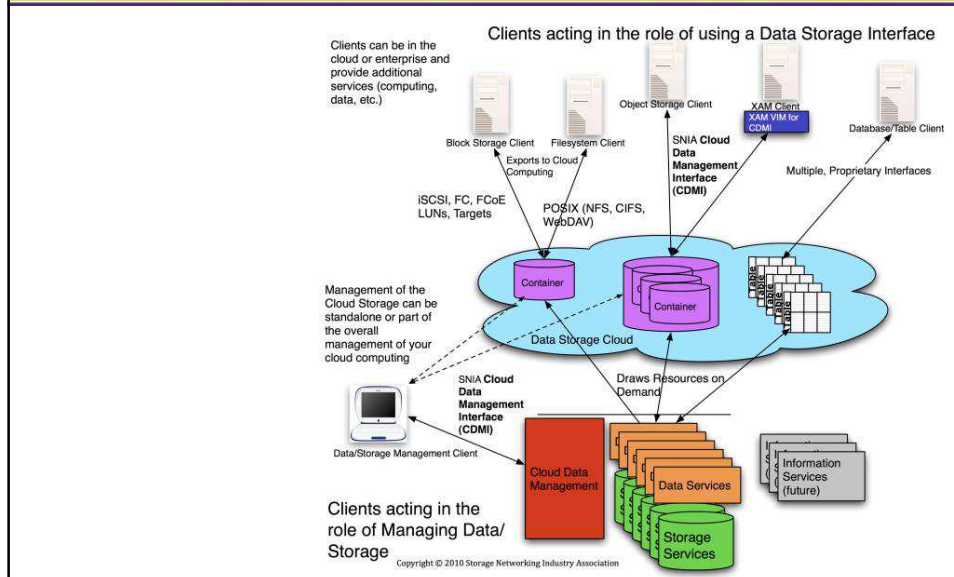 Clients acting in the role of using a Data Storage Interface
Clients can be in the
cloud or enterprise and
provide additional
services (computing,
data, etc.)
Block Storage Client
Filesystem Client
Object Storage Client
XAM Client
XAM VIM for
CDMI
Database/Table Client
Exports to Cloud
Computing
SNIA Cloud
Data
Management
Interface
(CDMI)
Multiple, Proprietary Interfaces
iSCSI, FC, FCoE
LUNs, Targets
POSIX (NFS, CIFS,
WebDAV)
Container
Container
Table
Table
Table
Table
Table
Management of the
Cloud Storage can be
standalone or part of
the overall
management of your
cloud computing
Data Storage Cloud
SNIA Cloud
Data
Management
Interface
(CDMI)
Draws Resources on
Demand
Data/Storage Management Client
Cloud Data
Management
Data Services
Storage
Services
Information
Services
(future)
Clients acting in the
role of Managing Data/
Storage
Copyright © 2010 Storage Networking Industry Association